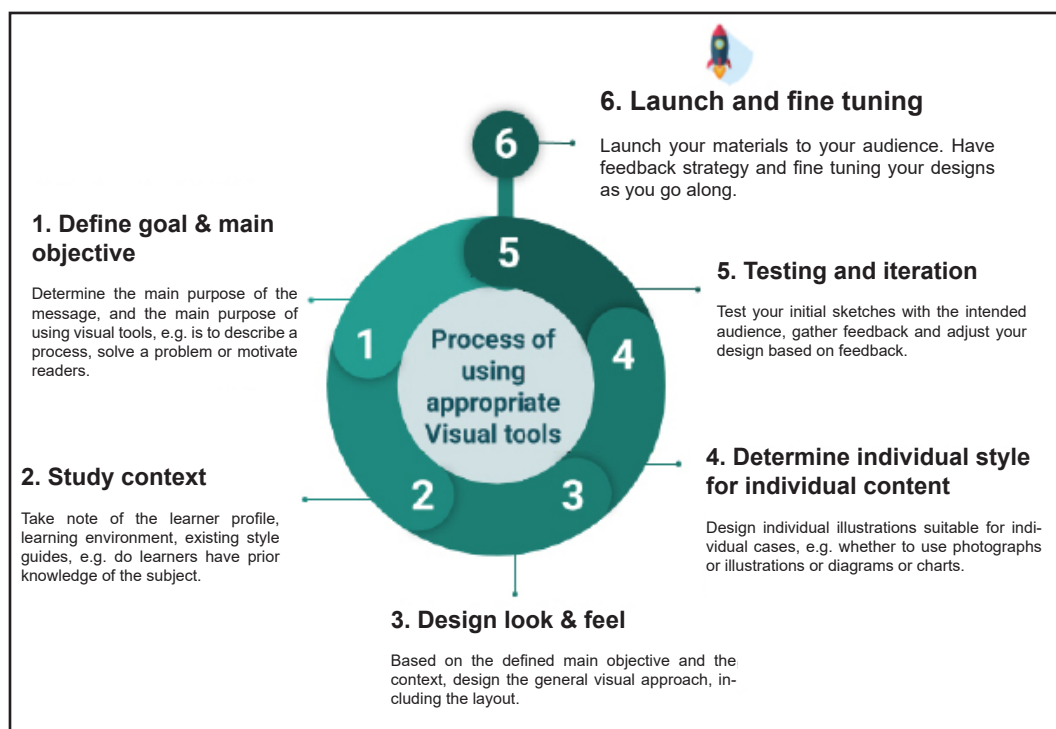 6. Launch and fine tuning
Launch your materials to your audience. Have
feedback strategy and fine tuning your designs
as you go along.
6
1. Define goal & main
objective
Determine the main purpose of the
message, and the main purpose of
using visual tools, e.g. is to describe a
process, solve a problem or motivate
readers.
5
5. Testing and iteration
Test your initial sketches with the intended
audience, gather feedback and adjust your
design based on feedback.
1
4
Process of
using
appropriate
Visual tools
2. Study context
Take note of the learner profile,
learning environment, existing style
guides, e.g. do learners have prior
knowledge of the subject.
2
3
4. Determine individual style
for individual content
Design individual illustrations suitable for indi-
vidual cases, e.g. whether to use photographs
or illustrations or diagrams or charts.
3. Design look & feel
Based on the defined main objective and the
context, design the general visual approach, in-
cluding the layout.